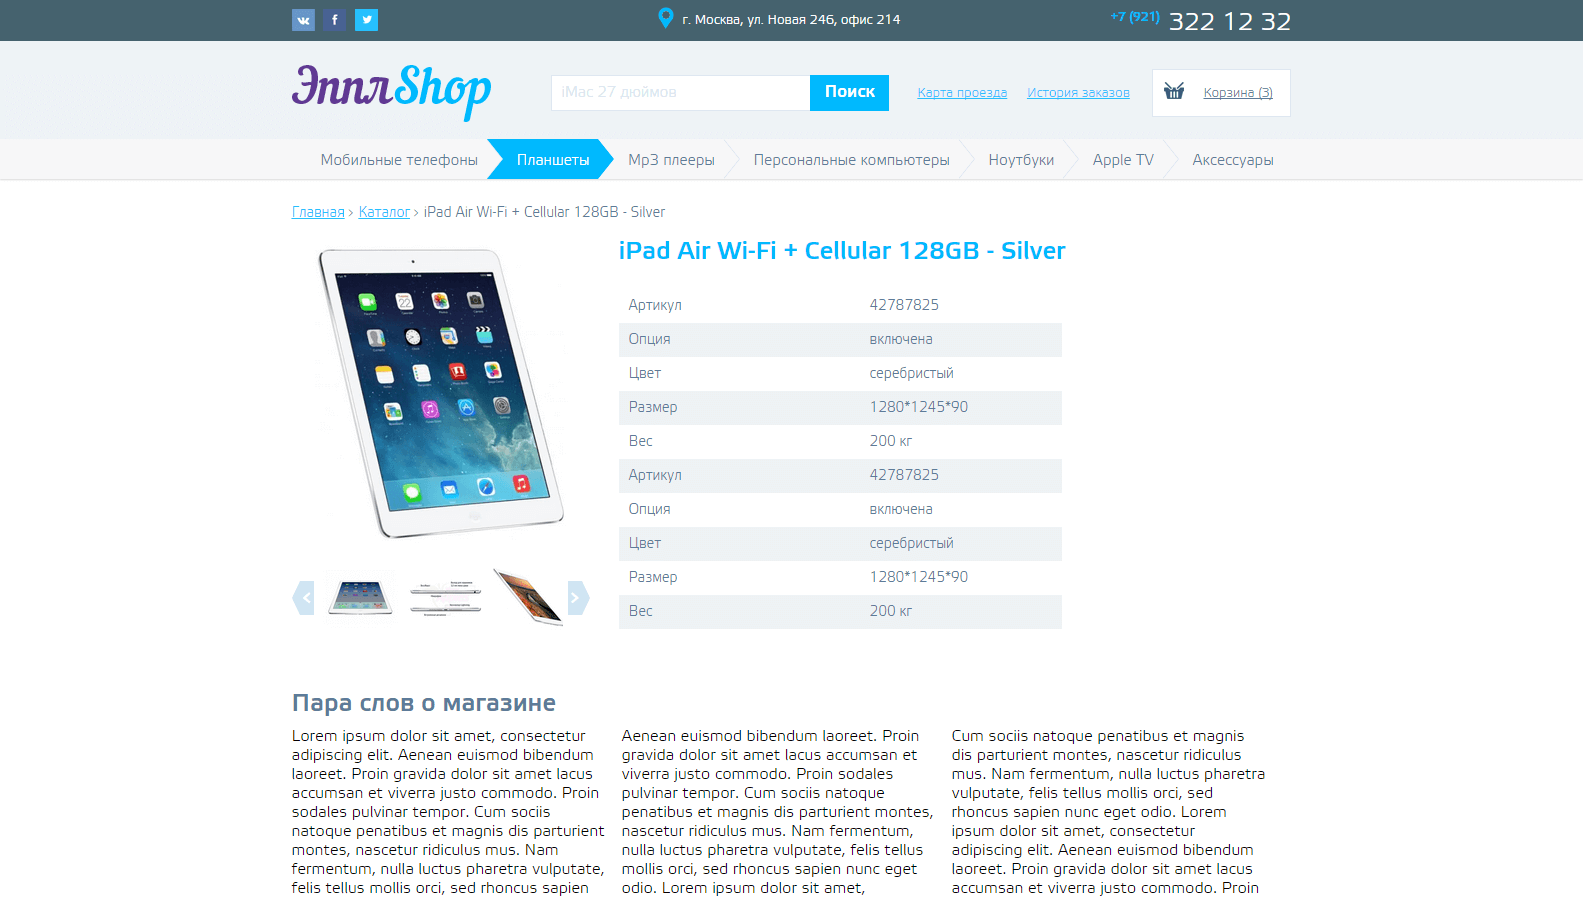 г. Москва, ул. Новая 246, офис 214
+7 (921) 322 12 32
ЭпплShop
iMac 27 дюймов
Поиск
Карта проезда
История заказов
Корзина (3)
Мобильные телефоны
Планшеты
Mp3 плееры
Персональные компьютеры
Ноутбуки
Apple TV
Аксессуары
Главная › Каталог › iPad Air Wi-Fi + Cellular 128GB - Silver
iPad Air Wi-Fi + Cellular 128GB - Silver
Артикул 42787825
Опция включена
Цвет серебристый
Размер 1280*1245*90
Вес 200 кг
Артикул 42787825
Опция включена
Цвет серебристый
Размер 1280*1245*90
Вес 200 кг
Пара слов о магазине
Lorem ipsum dolor sit amet, consectetur
adipiscing elit. Aenean euismod bibendum
laoreet. Proin gravida dolor sit amet lacus
accumsan et viverra justo commodo. Proin
sodales pulvinar tempor. Cum sociis
natoque penatibus et magnis dis parturient
montes, nascetur ridiculus mus. Nam
fermentum, nulla luctus pharetra vulputate,
felis tellus mollis orci, sed rhoncus sapien
Aenean euismod bibendum laoreet. Proin
gravida dolor sit amet lacus accumsan et
viverra justo commodo. Proin sodales
pulvinar tempor. Cum sociis natoque
penatibus et magnis dis parturient montes,
nascetur ridiculus mus. Nam fermentum,
nulla luctus pharetra vulputate, felis tellus
mollis orci, sed rhoncus sapien nunc eget
odio. Lorem ipsum dolor sit amet,
Cum sociis natoque penatibus et magnis
dis parturient montes, nascetur ridiculus
mus. Nam fermentum, nulla luctus pharetra
vulputate, felis tellus mollis orci, sed
rhoncus sapien nunc eget odio. Lorem
ipsum dolor sit amet, consectetur
adipiscing elit. Aenean euismod bibendum
laoreet. Proin gravida dolor sit amet lacus
accumsan et viverra justo commodo. Proin